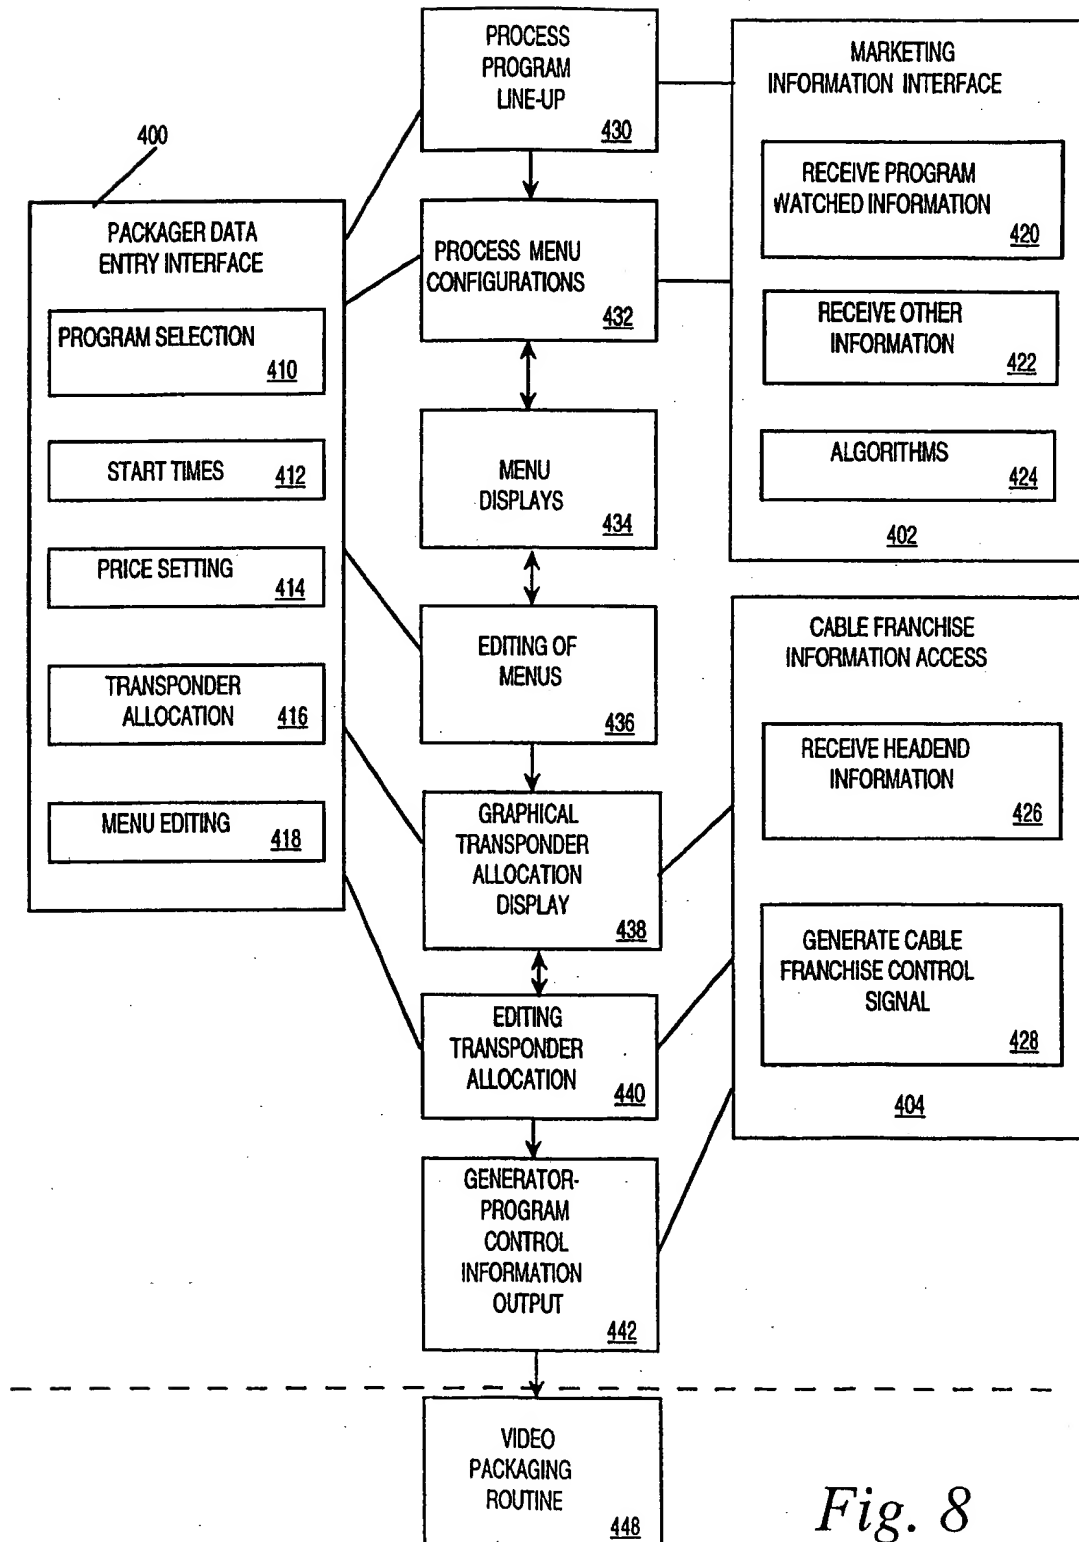 PROCESS
PROGRAM
LINE-UP
430
MARKETING
INFORMATION INTERFACE
RECEIVE PROGRAM
WATCHED INFORMATION
420
RECEIVE OTHER
INFORMATION
422
ALGORITHMS
424
402
400
PACKAGER DATA
ENTRY INTERFACE
PROGRAM SELECTION
410
START TIMES
412
PRICE SETTING
414
TRANSPONDER
ALLOCATION
416
MENU EDITING
418
PROCESS MENU
CONFIGURATIONS
432
MENU
DISPLAYS
434
EDITING OF
MENUS
436
GRAPHICAL
TRANSPONDER
ALLOCATION
DISPLAY
438
EDITING
TRANSPONDER
ALLOCATION
440
GENERATOR-
PROGRAM
CONTROL
INFORMATION
OUTPUT
442
CABLE FRANCHISE
INFORMATION ACCESS
RECEIVE HEADEND
INFORMATION
426
GENERATE CABLE
FRANCHISE CONTROL
SIGNAL
428
404
VIDEO
PACKAGING
ROUTINE
448
Fig. 8